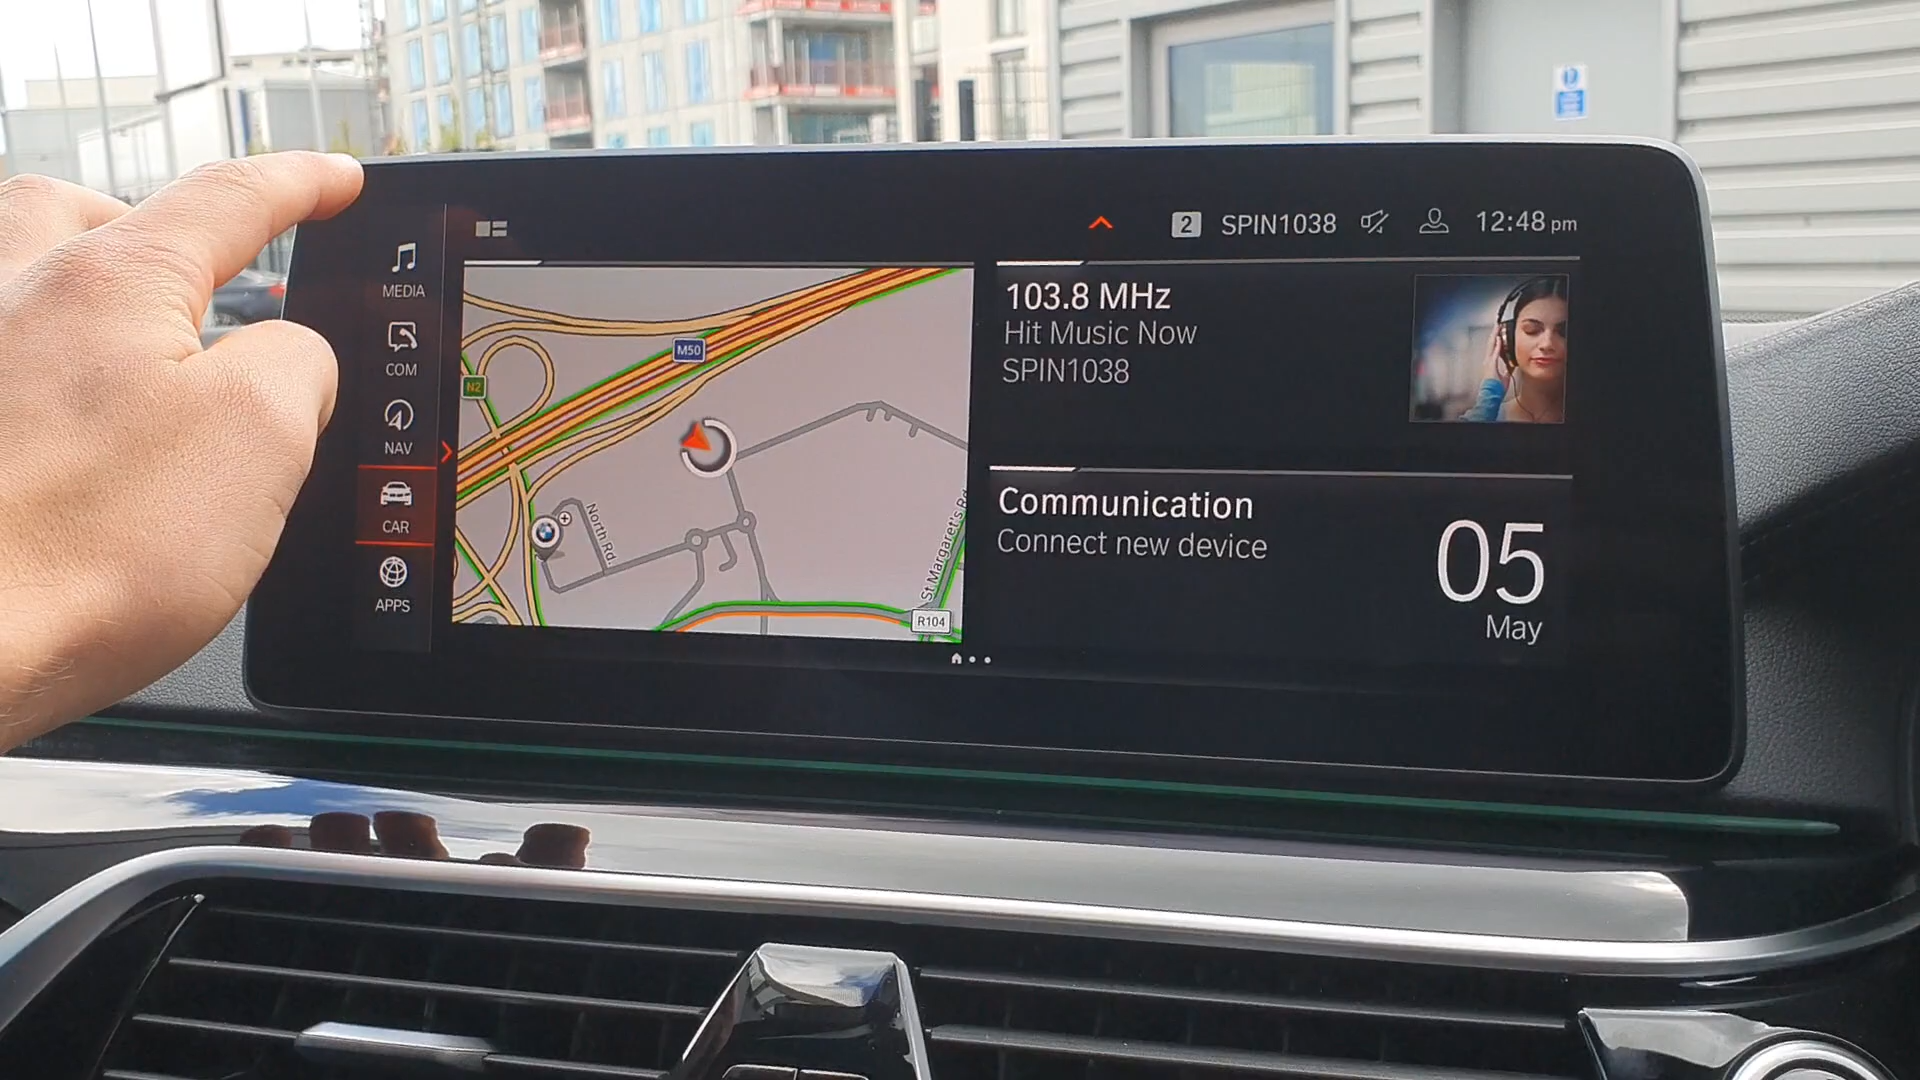 2 SPIN1038 12:48 pm
MEDIA
COM
NAV
CAR
APPS
M50
N2
North Rd.
St Margaret's Rd
R104
103.8 MHz
Hit Music Now
SPIN1038
Communication
Connect new device
05
May